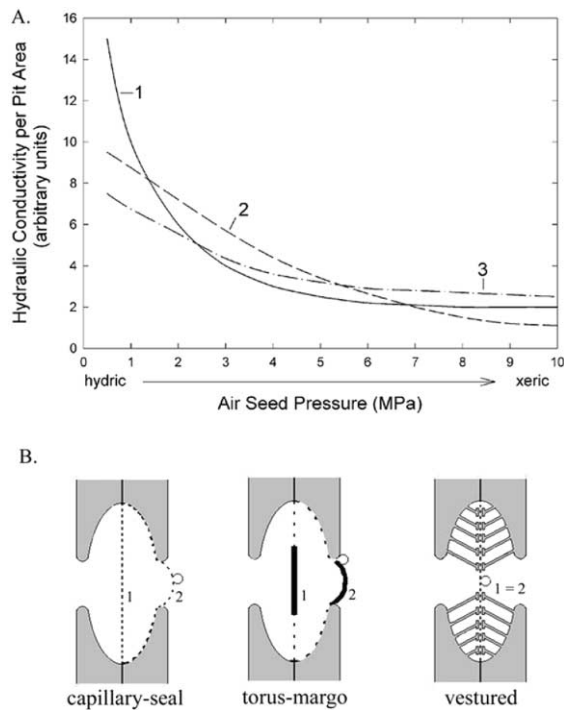 A.
Hydraulic Conductivity per Pit Area
(arbitrary units)
16
14
12
10
8
6
4
2
0
1
2
3
0 1 2 3 4 5 6 7 8 9 10
hydric xeric
Air Seed Pressure (MPa)
B.
1 2
1 2
1 = 2
capillary-seal torus-margo vestured